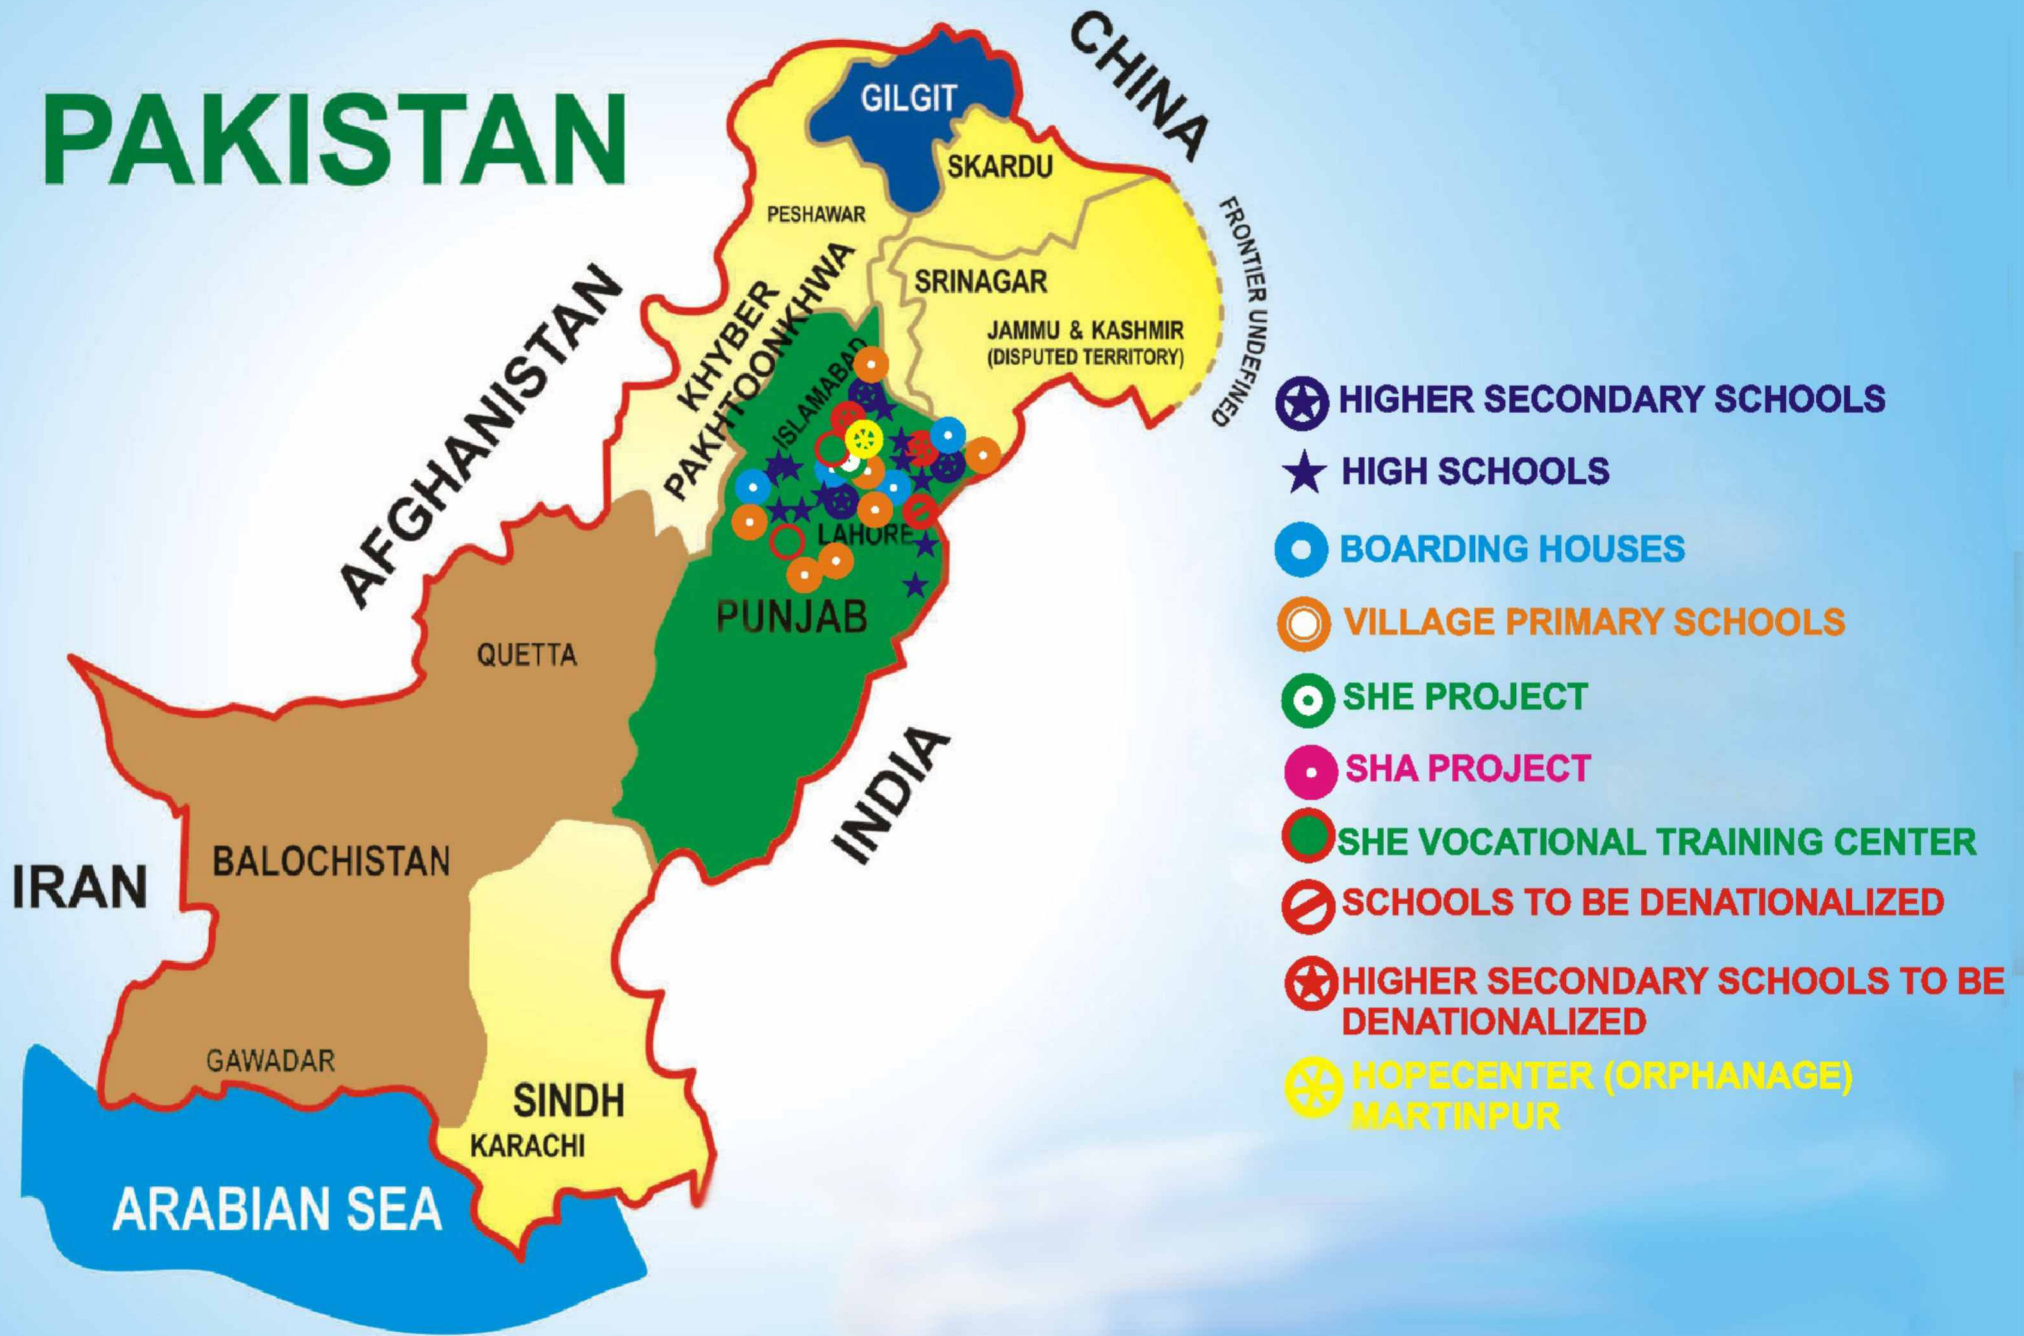 PAKISTAN
CHINA
GILGIT
SKARDU
PESHAWAR
FRONTIER UNDEFINED
AFGHANISTAN
KHYBER
PAKHTOONKHWA
SRINAGAR
JAMMU & KASHMIR
(DISPUTED TERRITORY)
ISLAMABAD
LAHORE
PUNJAB
QUETTA
INDIA
BALOCHISTAN
IRAN
GAWADAR
SINDH
KARACHI
ARABIAN SEA
HIGHER SECONDARY SCHOOLS
HIGH SCHOOLS
BOARDING HOUSES
VILLAGE PRIMARY SCHOOLS
SHE PROJECT
SHA PROJECT
SHE VOCATIONAL TRAINING CENTER
SCHOOLS TO BE DENATIONALIZED
HIGHER SECONDARY SCHOOLS TO BE
DENATIONALIZED
HOPECENTER (ORPHANAGE)
MARTINPUR